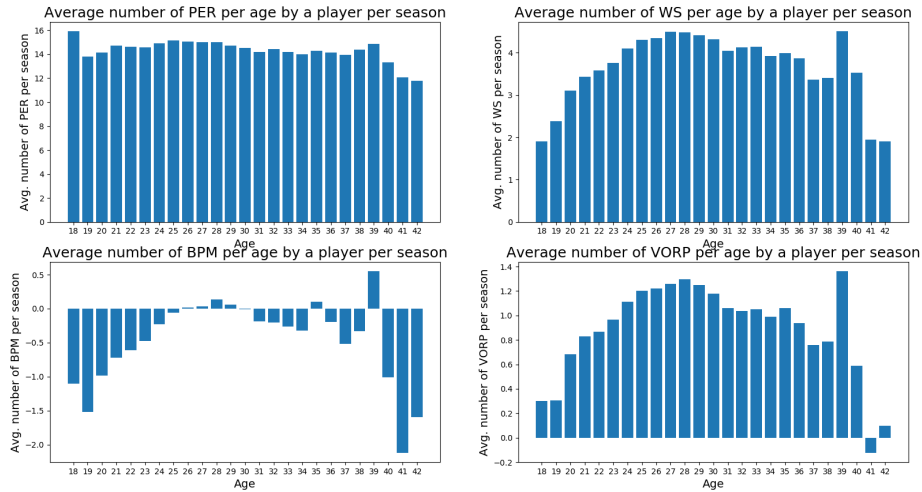 Average number of PER per age by a player per season
Avg. number of PER per season
16
14
12
10
8
6
4
2
0
18 19 20 21 22 23 24 25 26 27 28 29 30 31 32 33 34 35 36 37 38 39 40 41 42
Age
Average number of WS per age by a player per season
Avg. number of WS per season
4
3
2
1
0
18 19 20 21 22 23 24 25 26 27 28 29 30 31 32 33 34 35 36 37 38 39 40 41 42
Age
Average number of BPM per age by a player per season
Avg. number of BPM per season
0.5
0.0
−0.5
−1.0
−1.5
−2.0
18 19 20 21 22 23 24 25 26 27 28 29 30 31 32 33 34 35 36 37 38 39 40 41 42
Age
Average number of VORP per age by a player per season
Avg. number of VORP per season
1.4
1.2
1.0
0.8
0.6
0.4
0.2
0.0
−0.2
18 19 20 21 22 23 24 25 26 27 28 29 30 31 32 33 34 35 36 37 38 39 40 41 42
Age